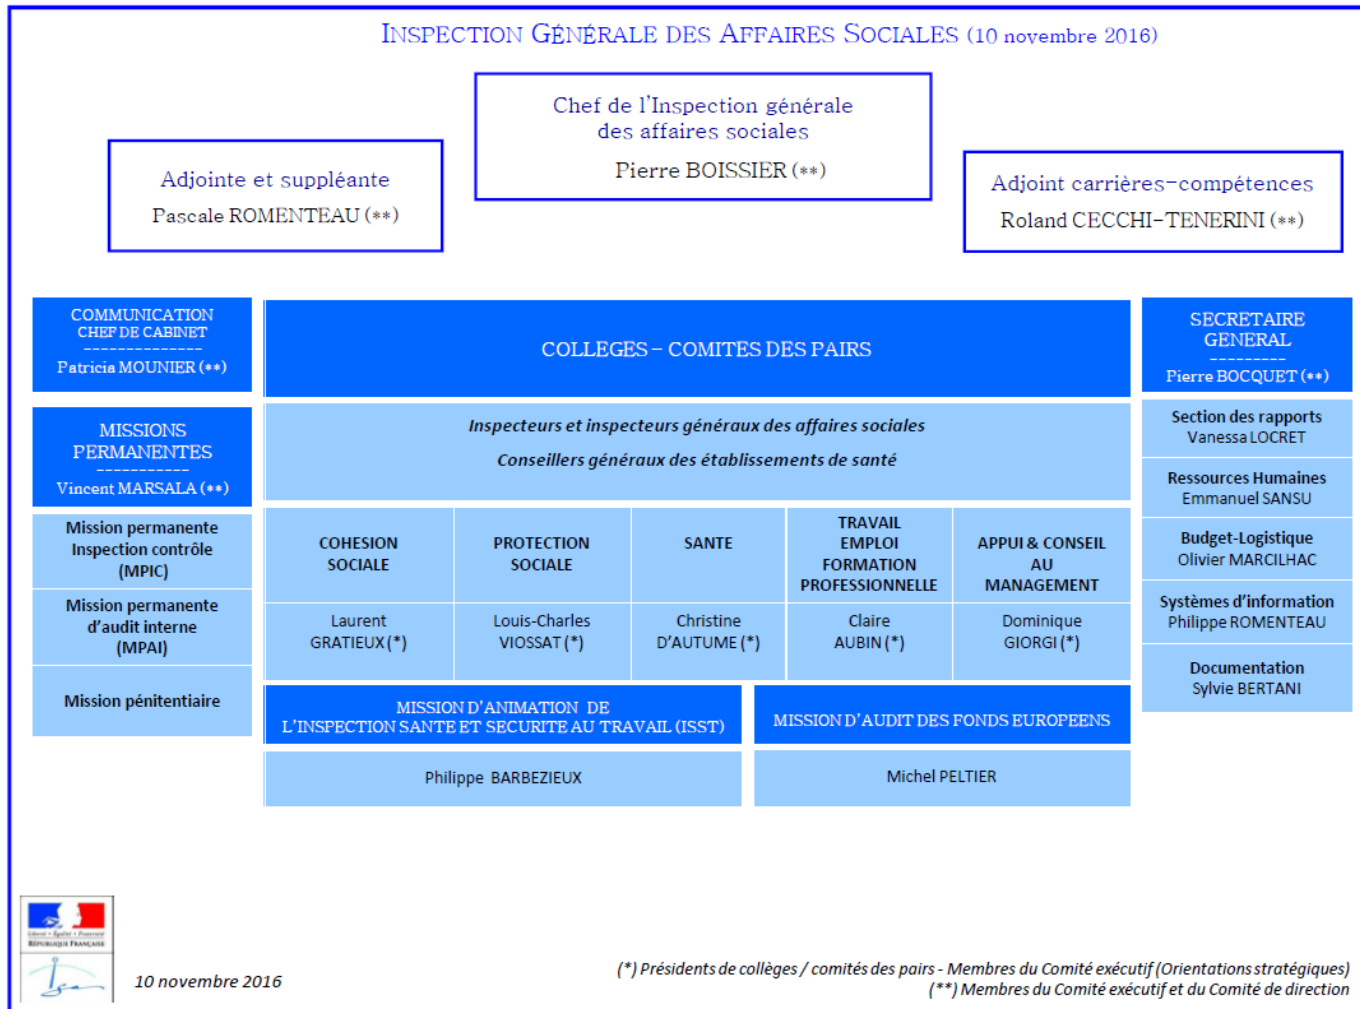 INSPECTION GÉNÉRALE DES AFFAIRES SOCIALES (10 novembre 2016)
Chef de l'Inspection générale
des affaires sociales
Pierre BOISSIER (**)
Adjointe et suppléante
Pascale ROMENTEAU (**)
Adjoint carrières-compétences
Roland CECCHI-TENERINI (**)
COMMUNICATION
CHEF DE CABINET
--------------
Patricia MOUNIER (**)
MISSIONS
PERMANENTES
-----------
Vincent MARSALA (**)
Mission permanente
Inspection contrôle
(MPIC)
Mission permanente
d'audit interne
(MPAI)
Mission pénitentiaire
COLLEGES – COMITES DES PAIRS
Inspecteurs et inspecteurs généraux des affaires sociales
Conseillers généraux des établissements de santé
COHESION
SOCIALE
Laurent
GRATIEUX (*)
PROTECTION
SOCIALE
Louis-Charles
VIOSSAT (*)
SANTE
Christine
D'AUTUME (*)
TRAVAIL
EMPLOI
FORMATION
PROFESSIONNELLE
Claire
AUBIN (*)
APPUI & CONSEIL
AU
MANAGEMENT
Dominique
GIORGI (*)
MISSION D'ANIMATION DE
L'INSPECTION SANTE ET SECURITE AU TRAVAIL (ISST)
Philippe BARBEZIEUX
MISSION D'AUDIT DES FONDS EUROPEENS
Michel PELTIER
SECRETAIRE
GENERAL
---------
Pierre BOCQUET (**)
Section des rapports
Vanessa LOCRET
Ressources Humaines
Emmanuel SANSU
Budget-Logistique
Olivier MARCILHAC
Systèmes d'information
Philippe ROMENTEAU
Documentation
Sylvie BERTANI
Liberté • Égalité • Fraternité
RÉPUBLIQUE FRANÇAISE
10 novembre 2016
(*) Présidents de collèges / comités des pairs - Membres du Comité exécutif (Orientations stratégiques)
(**) Membres du Comité exécutif et du Comité de direction